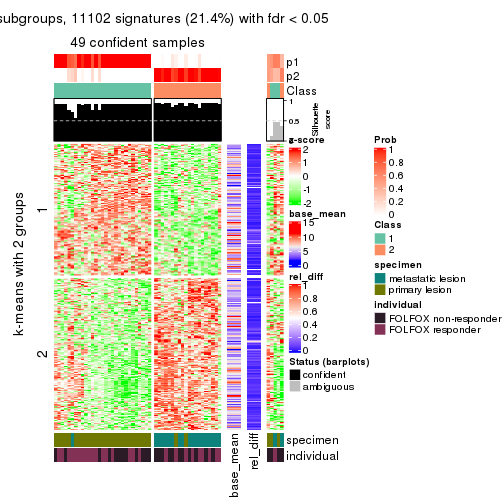 subgroups, 11102 signatures (21.4%) with fdr < 0.05
49 confident samples
p1
p2
Class
1
0.5
0
Silhouette
score
k-means with 2 groups
1
2
z-score
2
1
0
-1
-2
base_mean
15
10
5
0
rel_diff
1
0.8
0.6
0.4
0.2
0
Status (barplots)
confident
ambiguous
Prob
1
0.8
0.6
0.4
0.2
0
Class
1
2
specimen
metastatic lesion
primary lesion
individual
FOLFOX non-responder
FOLFOX responder
specimen
individual
base_mean
rel_diff